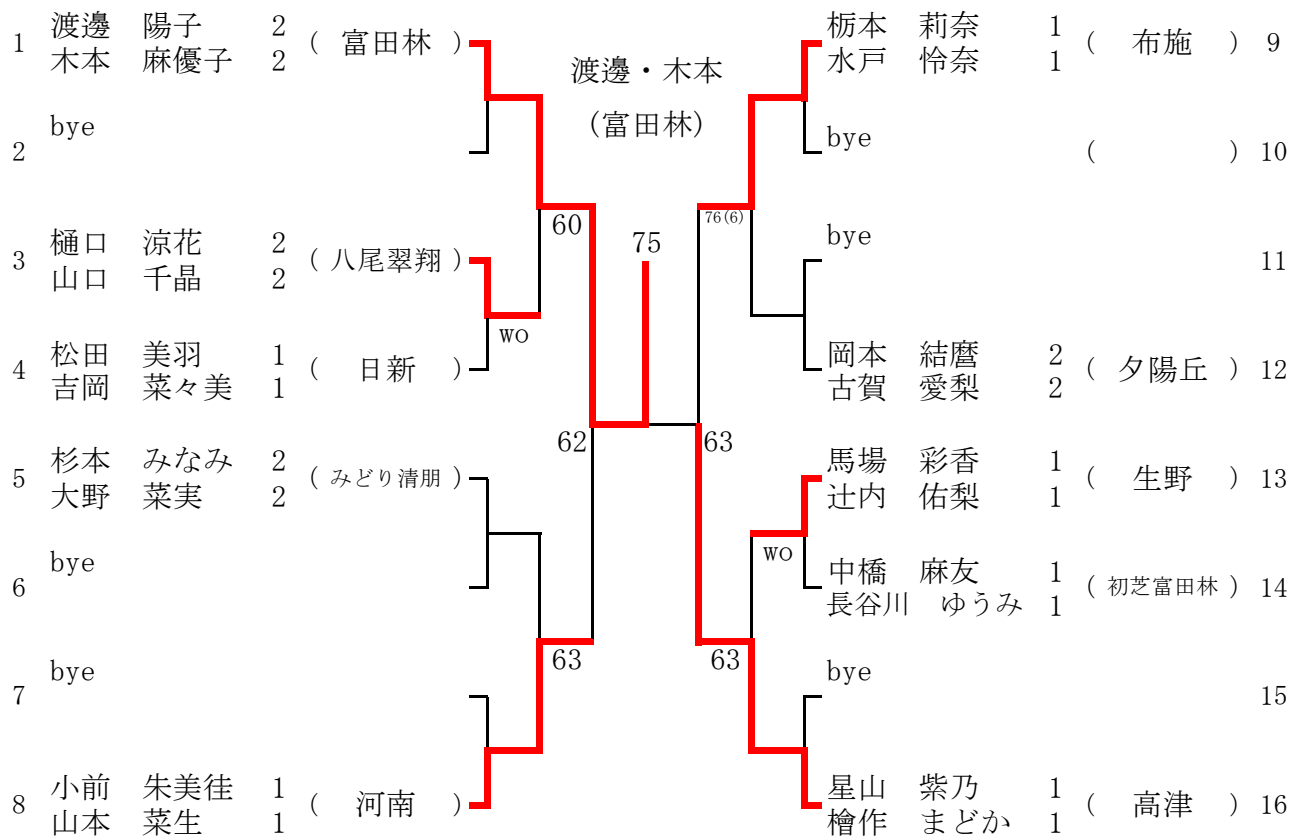 1 渡邊 陽子 2 ( 富田林 )
木本 麻優子 2
2 bye
3 樋口 涼花 2 ( 八尾翠翔 )
山口 千晶 2
4 松田 美羽 1 ( 日新 )
吉岡 菜々美 1
5 杉本 みなみ 2 ( みどり清朋 )
大野 菜実 2
6 bye
7 bye
8 小前 朱美徍 1 ( 河南 )
山本 菜生 1
渡邊・木本
(富田林)
60
75
76(6)
wo
62
63
wo
63
63
栃本 莉奈 1 ( 布施 ) 9
水戸 怜奈 1
bye ( ) 10
bye 11
岡本 結麿 2 ( 夕陽丘 ) 12
古賀 愛梨 2
馬場 彩香 1 ( 生野 ) 13
辻内 佑梨 1
中橋 麻友 1 ( 初芝富田林 ) 14
長谷川 ゆうみ 1
bye 15
星山 紫乃 1 ( 高津 ) 16
檜作 まどか 1